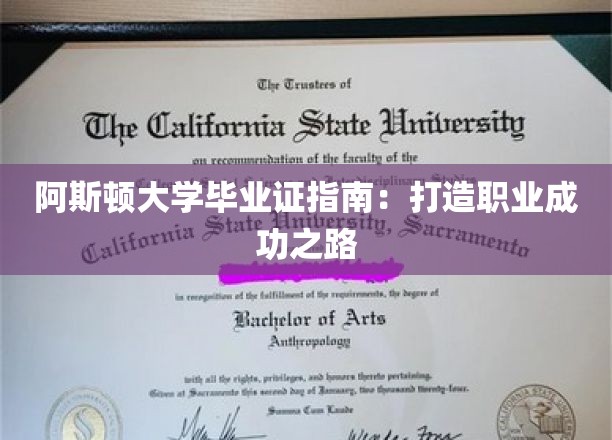 The Trustees of
The California State University
on recommendation of the faculty of the
阿斯顿大学毕业证指南：打造职业成
功之路
California State University, Sacramento
in recognition of the fulfillment of the requirements, the degree of
Bachelor of Arts
Anthropology
with all the rights, privileges, and honors thereto pertaining.
Given at Sacramento this second day of January, two thousand twenty-four.
Summa Cum Laude